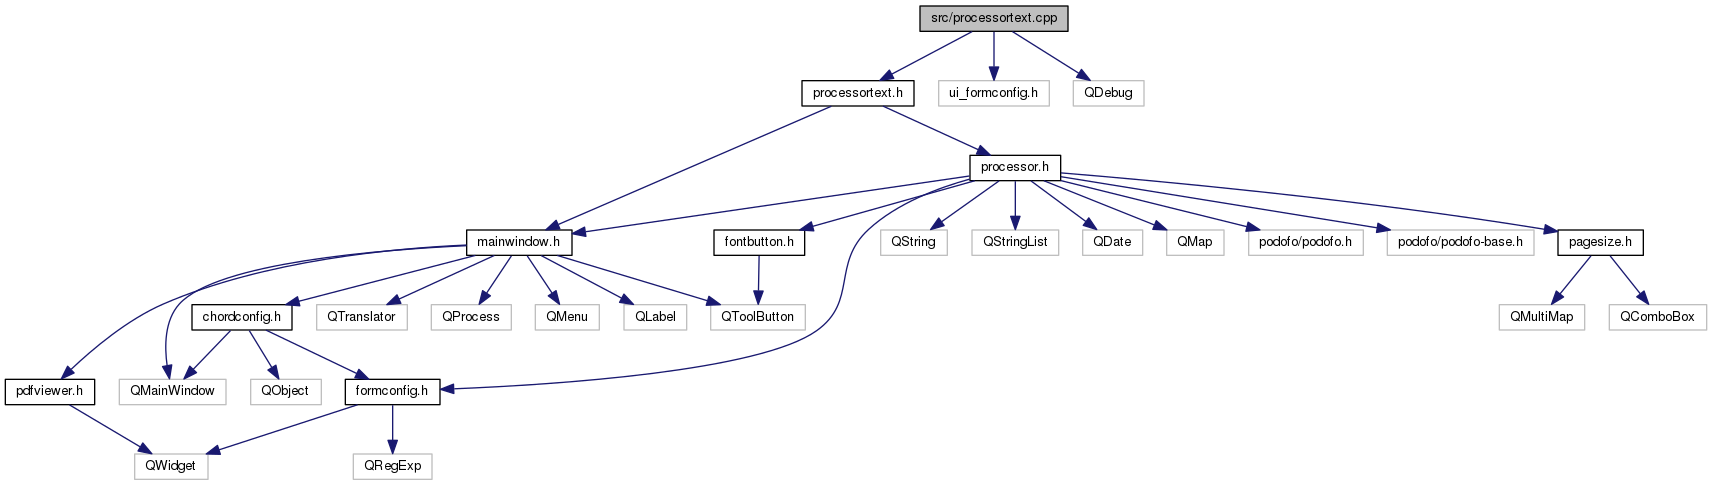 src/processortext.cpp
processortext.h
ui_formconfig.h
QDebug
processor.h
mainwindow.h
fontbutton.h
QString
QStringList
QDate
QMap
podofo/podofo.h
podofo/podofo-base.h
pagesize.h
chordconfig.h
QTranslator
QProcess
QMenu
QLabel
QToolButton
QMultiMap
QComboBox
pdfviewer.h
QMainWindow
QObject
formconfig.h
QWidget
QRegExp